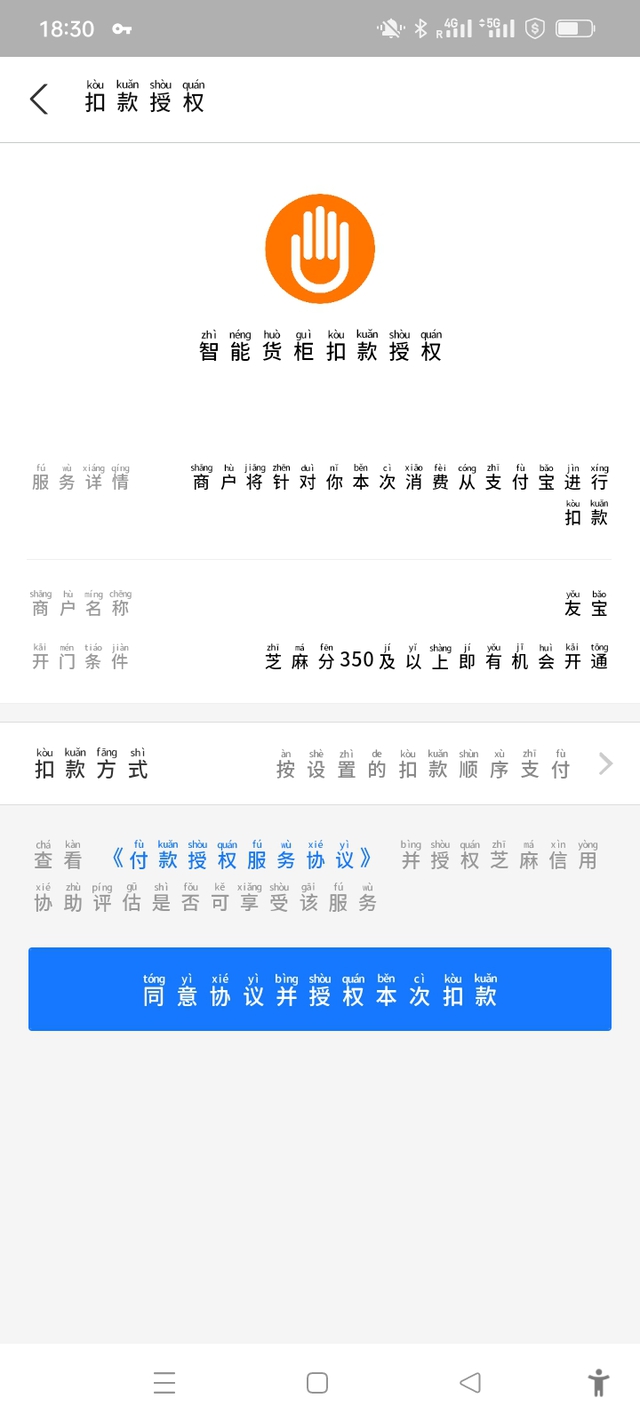 18:30
4G
R
5G
kòu kuǎn shòu quán
扣款授权
zhì néng huò guì kòu kuǎn shòu quán
智能货柜扣款授权
fú wù xiáng qíng
服务详情
shāng hù jiāng zhēn duì nǐ běn cì xiāo fèi cóng zhī fù bǎo jìn xíng
商户将针对你本次消费从支付宝进行
kòu kuǎn
扣款
shāng hù míng chēng
商户名称
yǒu bǎo
友宝
kāi mén tiáo jiàn
开门条件
zhī má fēn jí yǐ shàng jí yǒu jī huì kāi tōng
芝麻分350及以上即有机会开通
kòu kuǎn fāng shì
扣款方式
àn shè zhì de kòu kuǎn shùn xù zhī fù
按设置的扣款顺序支付
chá kàn fù kuǎn shòu quán fú wù xié yì bìng shòu quán zhī má xìn yòng
查看《付款授权服务协议》并授权芝麻信用
xié zhù píng gū shì fǒu kě xiǎng shòu gāi fú wù
协助评估是否可享受该服务
tóng yì xié yì bìng shòu quán běn cì kòu kuǎn
同意协议并授权本次扣款